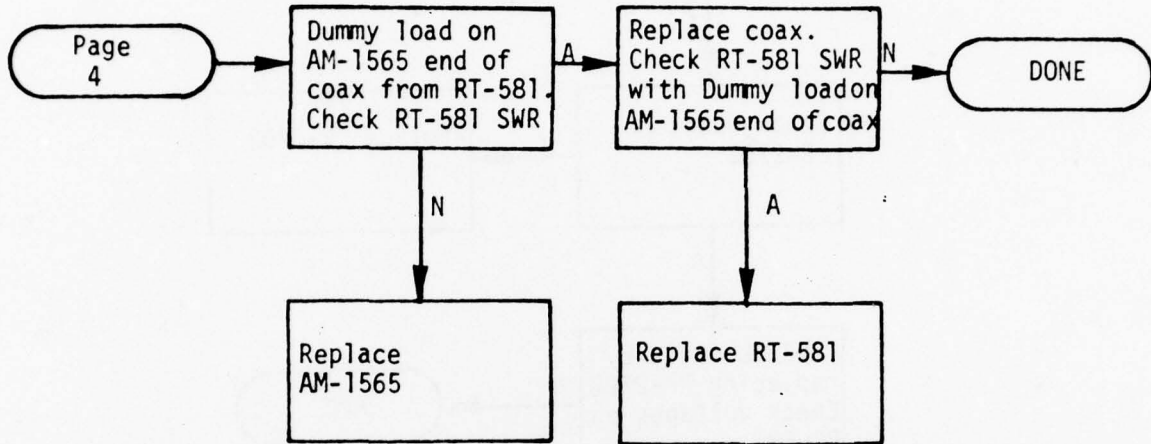 Page
4
Dummy load on
AM-1565 end of
coax from RT-581.
Check RT-581 SWR
A
Replace coax.
Check RT-581 SWR
with Dummy loadon
AM-1565 end ofcoax
N
DONE
N
A
Replace
AM-1565
Replace RT-581